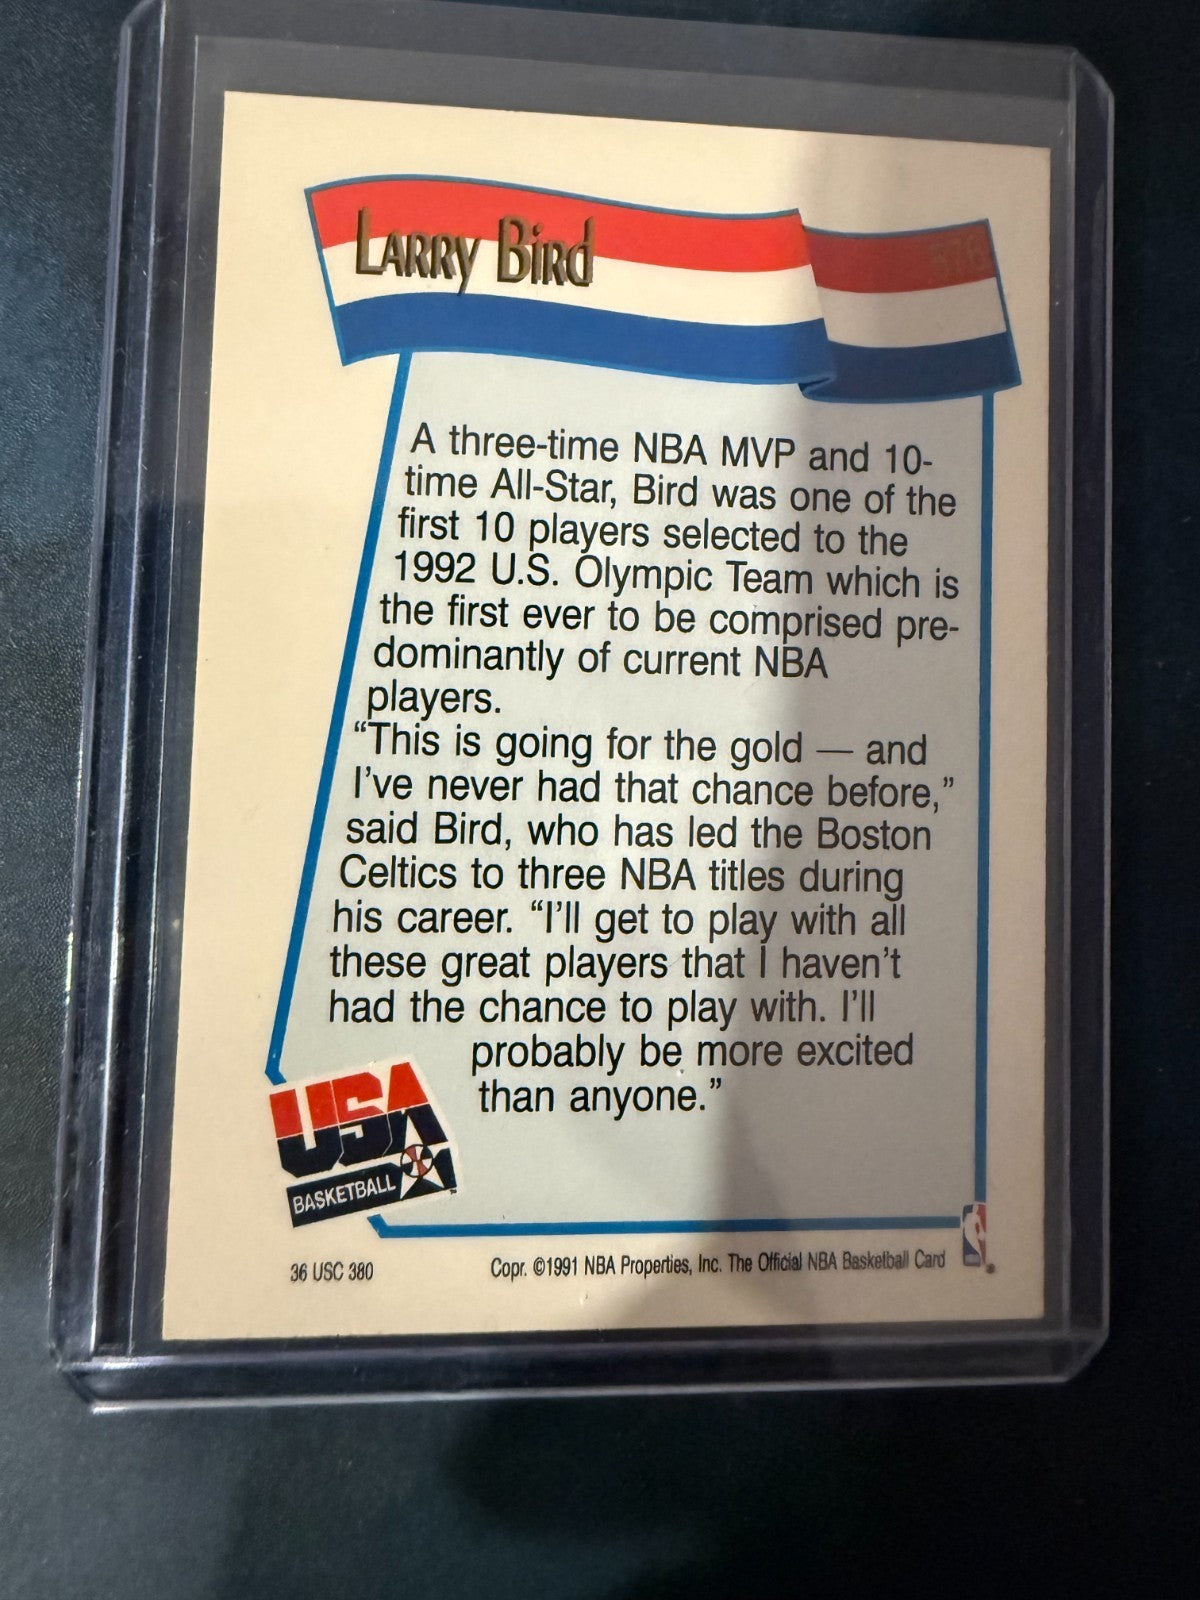 Larry Bird
576
A three-time NBA MVP and 10-
time All-Star, Bird was one of the
first 10 players selected to the
1992 U.S. Olympic Team which is
the first ever to be comprised pre-
dominantly of current NBA
players.
“This is going for the gold — and
I’ve never had that chance before,”
said Bird, who has led the Boston
Celtics to three NBA titles during
his career. “I’ll get to play with all
these great players that I haven’t
had the chance to play with. I’ll
probably be more excited
than anyone.”
USA
BASKETBALL
36 USC 380
Copr. ©1991 NBA Properties, Inc. The Official NBA Basketball Card